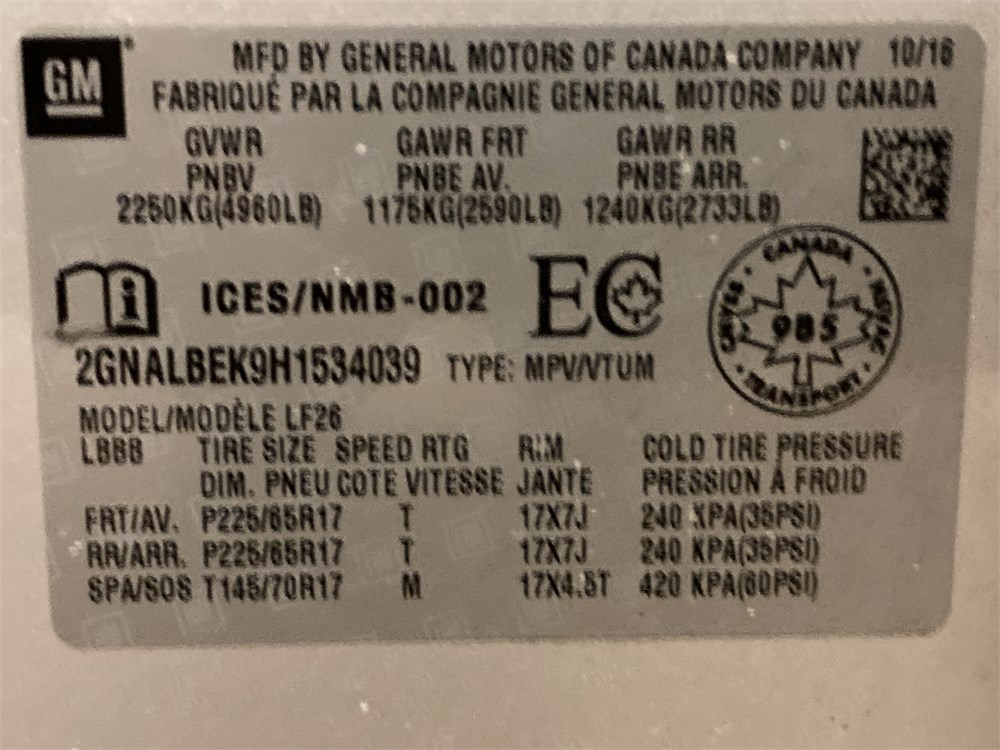 GM
MFD BY GENERAL MOTORS OF CANADA COMPANY 10/16
FABRIQUÉ PAR LA COMPAGNIE GENERAL MOTORS DU CANADA
GVWR GAWR FRT GAWR RR
PNBV PNBE AV. PNBE ARR.
2250KG(4960LB) 1175KG(2590LB) 1240KG(2733LB)
ICES/NMB-002 EC
CANADA
985
TRANSPORT
2GNALBEK9H1534039 TYPE: MPV/VTUM
MODEL/MODÈLE LF26
LBBB TIRE SIZE SPEED RTG RIM COLD TIRE PRESSURE
DIM. PNEU COTE VITESSE JANTE PRESSION À FROID
FRT/AV. P225/65R17 T 17X7J 240 KPA(35PSI)
RR/ARR. P225/65R17 T 17X7J 240 KPA(35PSI)
SPA/SOS T145/70R17 M 17X4.5T 420 KPA(60PSI)